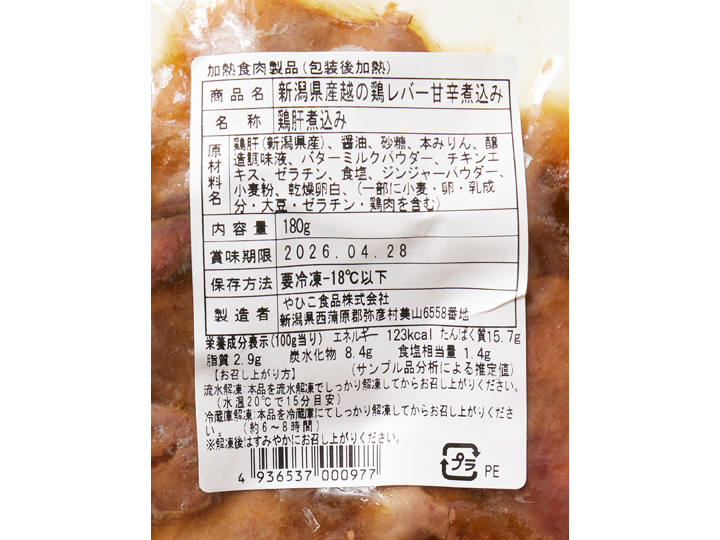 加熱食肉製品(包装後加熱)
商品名 新潟県産越の鶏レバー甘辛煮込み
名称 鶏肝煮込み
原材料名 鶏肝(新潟県産)、醤油、砂糖、本みりん、醸
造調味液、バターミルクパウダー、チキンエ
キス、ゼラチン、食塩、ジンジャーパウダー、
小麦粉、乾燥卵白、(一部に小麦・卵・乳成
分・大豆・ゼラチン・鶏肉を含む)
内容量 180g
賞味期限 2026.04.28
保存方法 要冷凍-18℃以下
製造者 やひこ食品株式会社
新潟県西蒲原郡弥彦村美山6558番地
栄養成分表示(100g当り) エネルギー 123kcal たんぱく質15.7g
脂質2.9g 炭水化物 8.4g 食塩相当量 1.4g
【お召し上がり方】 (サンプル品分析による推定値)
流水解凍:本品を流水解凍でしっかり解凍してからお召し上がりください。
(水温20℃で15分目安)
冷蔵庫解凍:本品を冷蔵庫にてしっかり解凍してからお召し上がりくださ
い。 (約6~8時間)
※解凍後はすみやかにお召し上がりください。
4 936537 000977
プラ PE